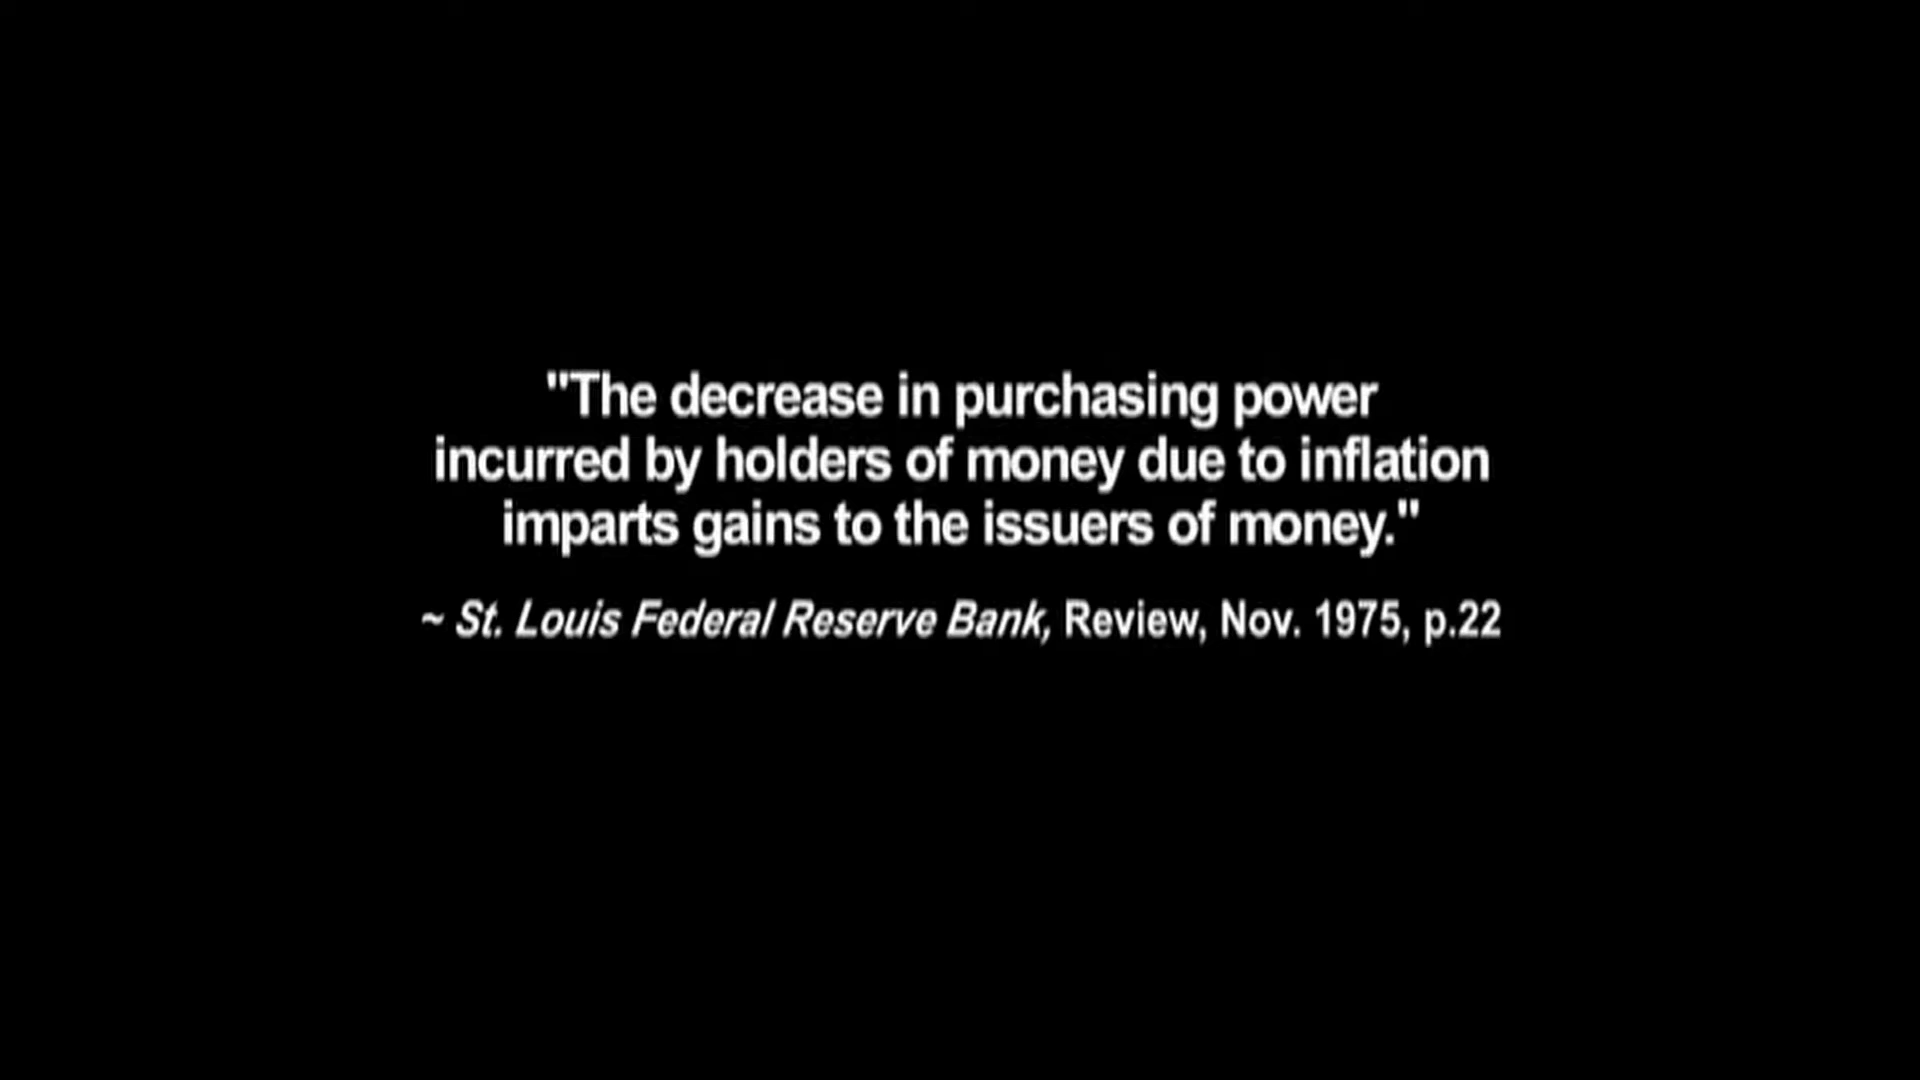 "The decrease in purchasing power
incurred by holders of money due to inflation
imparts gains to the issuers of money."
~ St. Louis Federal Reserve Bank, Review, Nov. 1975, p.22